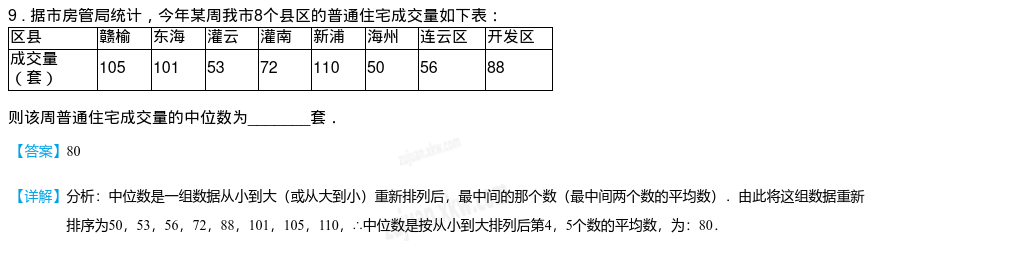 9．据市房管局统计，今年某周我市8个县区的普通住宅成交量如下表：
区县 赣榆 东海 灌云 灌南 新浦 海州 连云区 开发区
成交量（套） 105 101 53 72 110 50 56 88
则该周普通住宅成交量的中位数为_______套．
【答案】80
【详解】分析：中位数是一组数据从小到大（或从大到小）重新排列后，最中间的那个数（最中间两个数的平均数）．由此将这组数据重新
排序为50，53，56，72，88，101，105，110，∴中位数是按从小到大排列后第4，5个数的平均数，为：80．
zujuan.xkw.com
zujuan.xkw.com